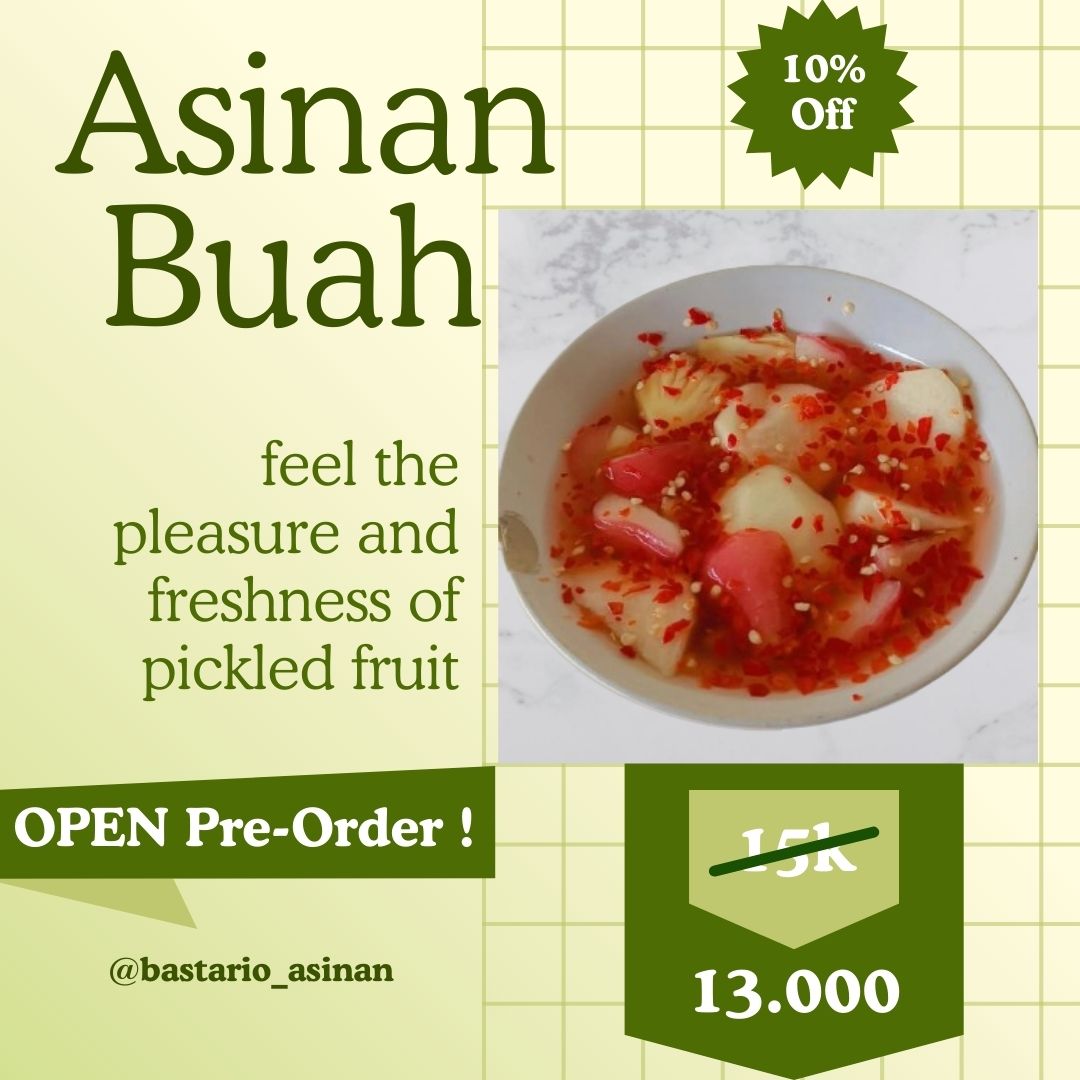 Asinan
Buah
10%
Off
feel the
pleasure and
freshness of
pickled fruit
OPEN Pre-Order !
@bastario_asinan
15k
13.000